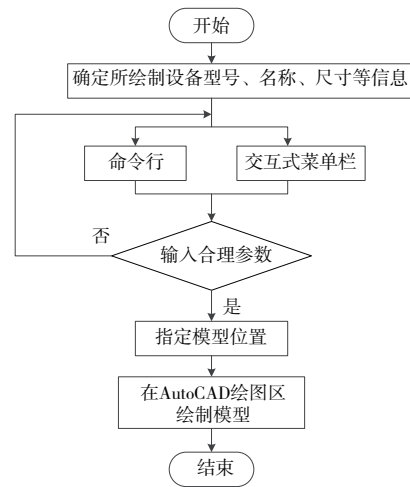 开始
确定所绘制设备型号、名称、尺寸等信息
命令行
交互式菜单栏
否
输入合理参数
是
指定模型位置
在AutoCAD绘图区
绘制模型
结束